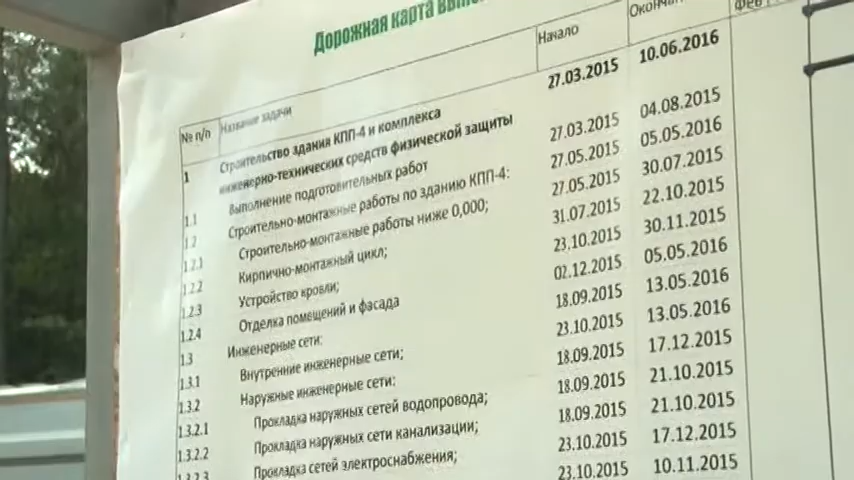 Дорожная карта
№ п/п Название задачи Начало
1 Строительство здания КПП-4 и комплекса 27.03.2015 10.06.2016
инженерно-технических средств физической защиты
1.1 Выполнение подготовительных работ 27.03.2015 04.08.2015
1.2 Строительно-монтажные работы по зданию КПП-4: 27.05.2015 05.05.2016
1.2.1 Строительно-монтажные работы ниже 0,000; 27.05.2015 30.07.2015
1.2.2 Кирпично-монтажный цикл; 31.07.2015 22.10.2015
1.2.3 Устройство кровли; 23.10.2015 30.11.2015
1.2.4 Отделка помещений и фасада 02.12.2015 05.05.2016
1.3 Инженерные сети: 18.09.2015 13.05.2016
1.3.1 Внутренние инженерные сети; 23.10.2015 13.05.2016
1.3.2 Наружные инженерные сети: 18.09.2015 17.12.2015
1.3.2.1 Прокладка наружных сетей водопровода; 18.09.2015 21.10.2015
1.3.2.2 Прокладка наружных сети канализации; 18.09.2015 21.10.2015
1.3.2.3 Прокладка сетей электроснабжения; 23.10.2015 17.12.2015
23.10.2015 10.11.2015